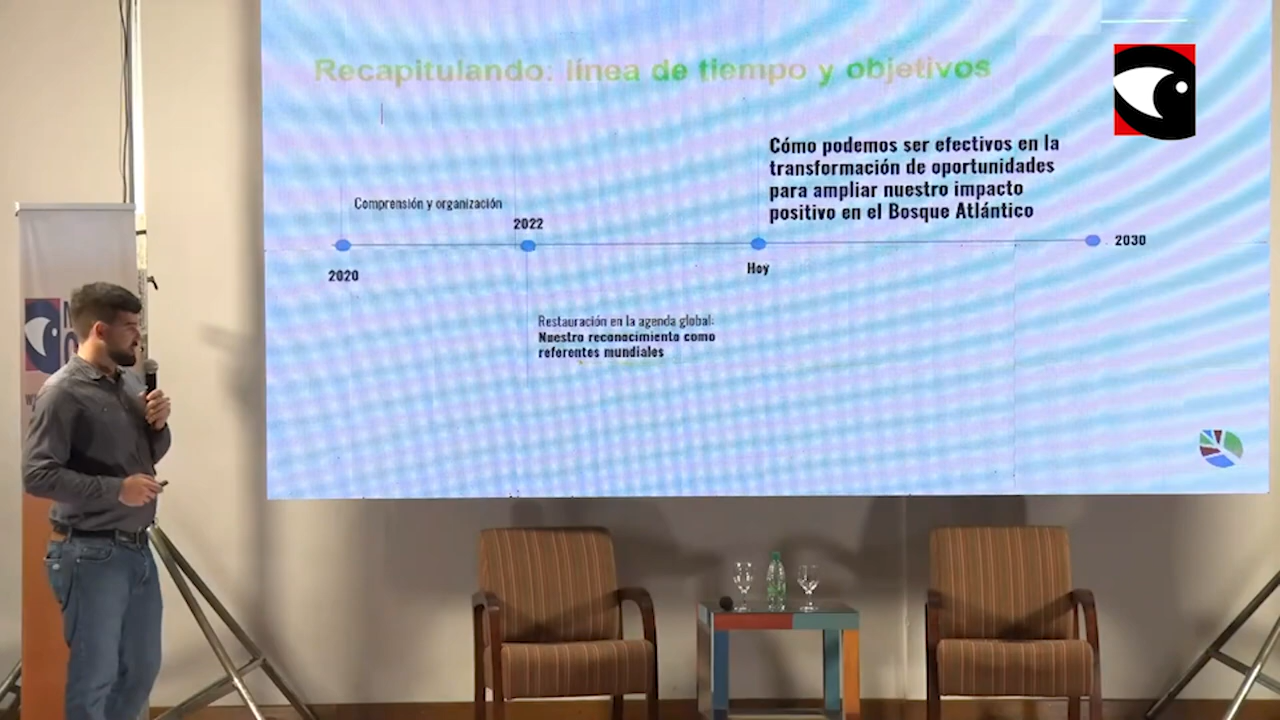 Recapitulando: línea de tiempo y objetivos
Cómo podemos ser efectivos en la
transformación de oportunidades
para ampliar nuestro impacto
positivo en el Bosque Atlántico
Comprensión y organización
2022
2030
2020
Hoy
Restauración en la agenda global:
Nuestro reconocimiento como
referentes mundiales